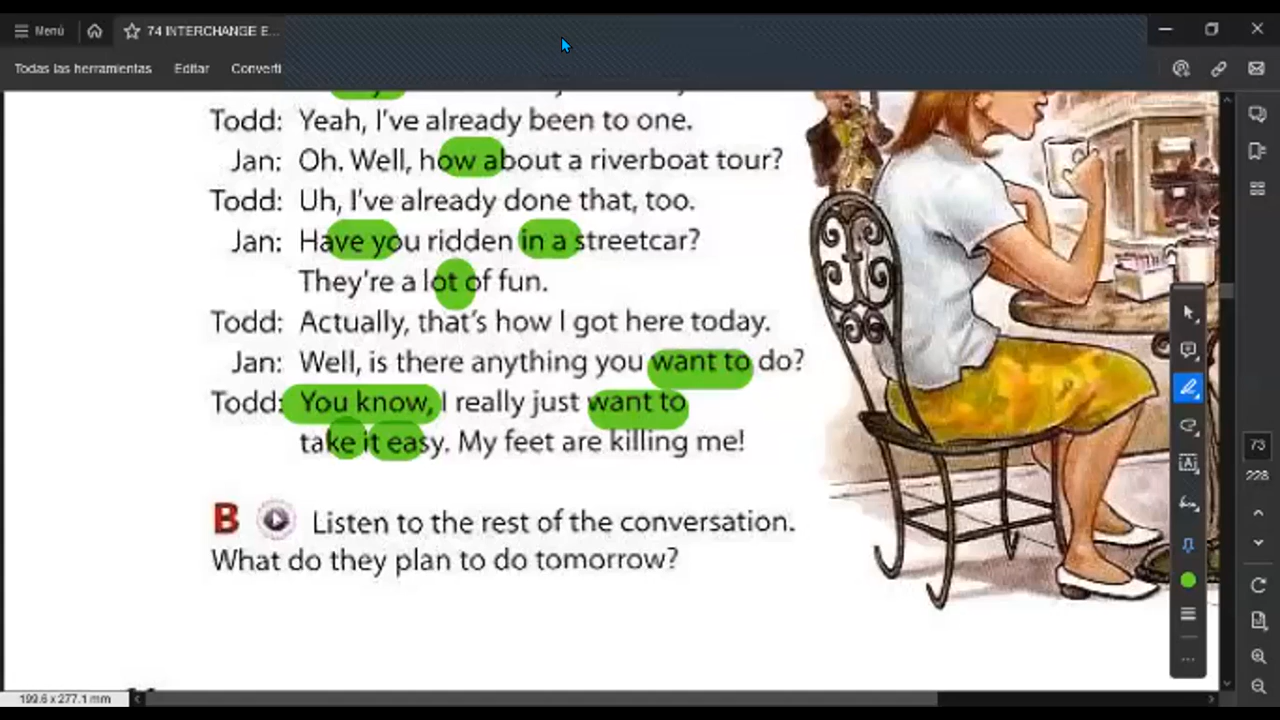 Menú
74 INTERCHANGE E...
Todas las herramientas Editar Converti
Todd: Yeah, I've already been to one.
Jan: Oh. Well, how about a riverboat tour?
Todd: Uh, I've already done that, too.
Jan: Have you ridden in a streetcar?
They're a lot of fun.
Todd: Actually, that's how I got here today.
Jan: Well, is there anything you want to do?
Todd: You know, I really just want to
take it easy. My feet are killing me!
B Listen to the rest of the conversation.
What do they plan to do tomorrow?
73
228
199.6 x 277.1 mm